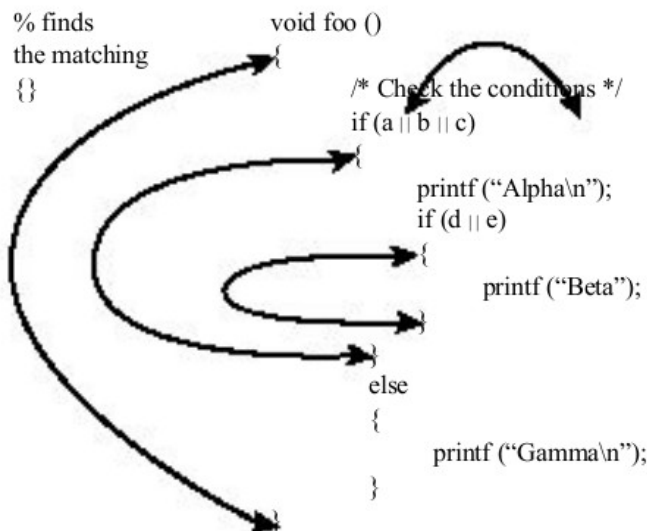 % finds
the matching
{}
void foo ()
{
/* Check the conditions */
if (a || b || c)
{
printf (“Alpha\n”);
if (d || e)
{
printf (“Beta”);
}
}
else
{
printf (“Gamma\n”);
}
}